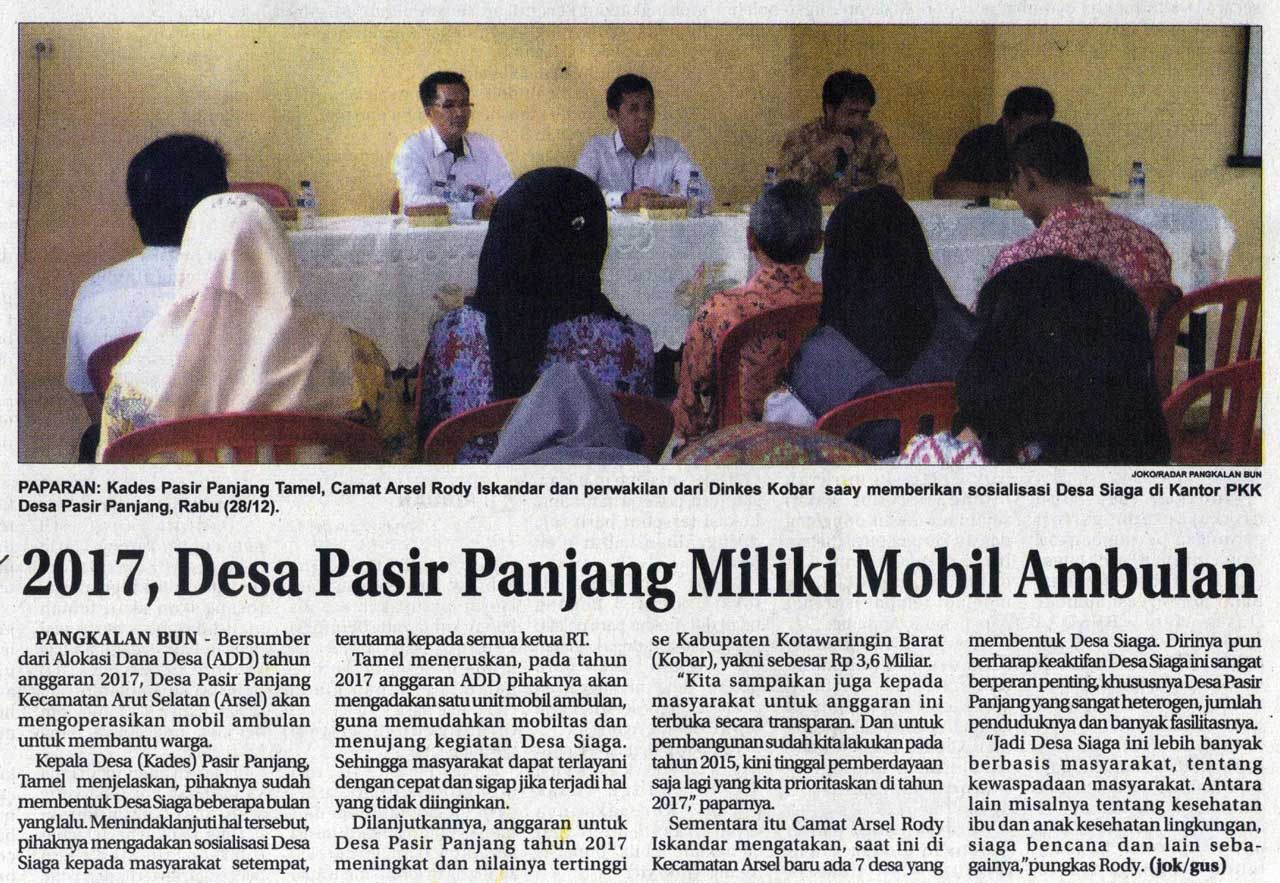 JOKO/RADAR PANGKALAN BUN
PAPARAN: Kades Pasir Panjang Tamel, Camat Arsel Rody Iskandar dan perwakilan dari Dinkes Kobar saay memberikan sosialisasi Desa Siaga di Kantor PKK
Desa Pasir Panjang, Rabu (28/12).
2017, Desa Pasir Panjang Miliki Mobil Ambulan
PANGKALAN BUN - Bersumber
dari Alokasi Dana Desa (ADD) tahun
anggaran 2017, Desa Pasir Panjang
Kecamatan Arut Selatan (Arsel) akan
mengoperasikan mobil ambulan
untuk membantu warga.
Kepala Desa (Kades) Pasir Panjang,
Tamel menjelaskan, pihaknya sudah
membentuk Desa Siaga beberapa bulan
yang lalu. Menindaklanjuti hal tersebut,
pihaknya mengadakan sosialisasi Desa
Siaga kepada masyarakat setempat,
terutama kepada semua ketua RT.
Tamel meneruskan, pada tahun
2017 anggaran ADD pihaknya akan
mengadakan satu unit mobil ambulan,
guna memudahkan mobiltas dan
menujang kegiatan Desa Siaga.
Sehingga masyarakat dapat terlayani
dengan cepat dan sigap jika terjadi hal
yang tidak diinginkan.
Dilanjutkannya, anggaran untuk
Desa Pasir Panjang tahun 2017
meningkat dan nilainya tertinggi
se Kabupaten Kotawaringin Barat
(Kobar), yakni sebesar Rp 3,6 Miliar.
"Kita sampaikan juga kepada
masyarakat untuk anggaran ini
terbuka secara transparan. Dan untuk
pembangunan sudah kita lakukan pada
tahun 2015, kini tinggal pemberdayaan
saja lagi yang kita prioritaskan di tahun
2017," paparnya.
Sementara itu Camat Arsel Rody
Iskandar mengatakan, saat ini di
Kecamatan Arsel baru ada 7 desa yang
membentuk Desa Siaga. Dirinya pun
berharap keaktifan Desa Siaga ini sangat
berperan penting, khususnya Desa Pasir
Panjang yang sangat heterogen, jumlah
penduduknya dan banyak fasilitasnya.
"Jadi Desa Siaga ini lebih banyak
berbasis masyarakat, tentang
kewaspadaan masyarakat. Antara
lain misalnya tentang kesehatan
ibu dan anak kesehatan lingkungan,
siaga bencana dan lain seba-
gainya," pungkas Rody. (jok/gus)